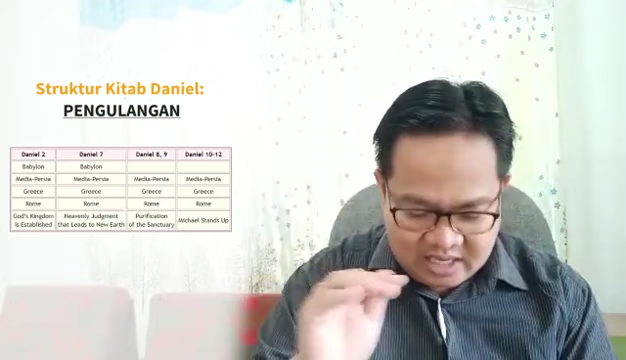 Struktur Kitab Daniel:
PENGULANGAN
Daniel 2 Daniel 7 Daniel 8, 9 Daniel 10-12
Babylon Babylon
Media-Persia Media-Persia Media-Persia Media-Persia
Greece Greece Greece Greece
Rome Rome Rome Rome
God's Kingdom Heavenly Judgment Purification Michael Stands Up
is Established that Leads to New Earth of the Sanctuary